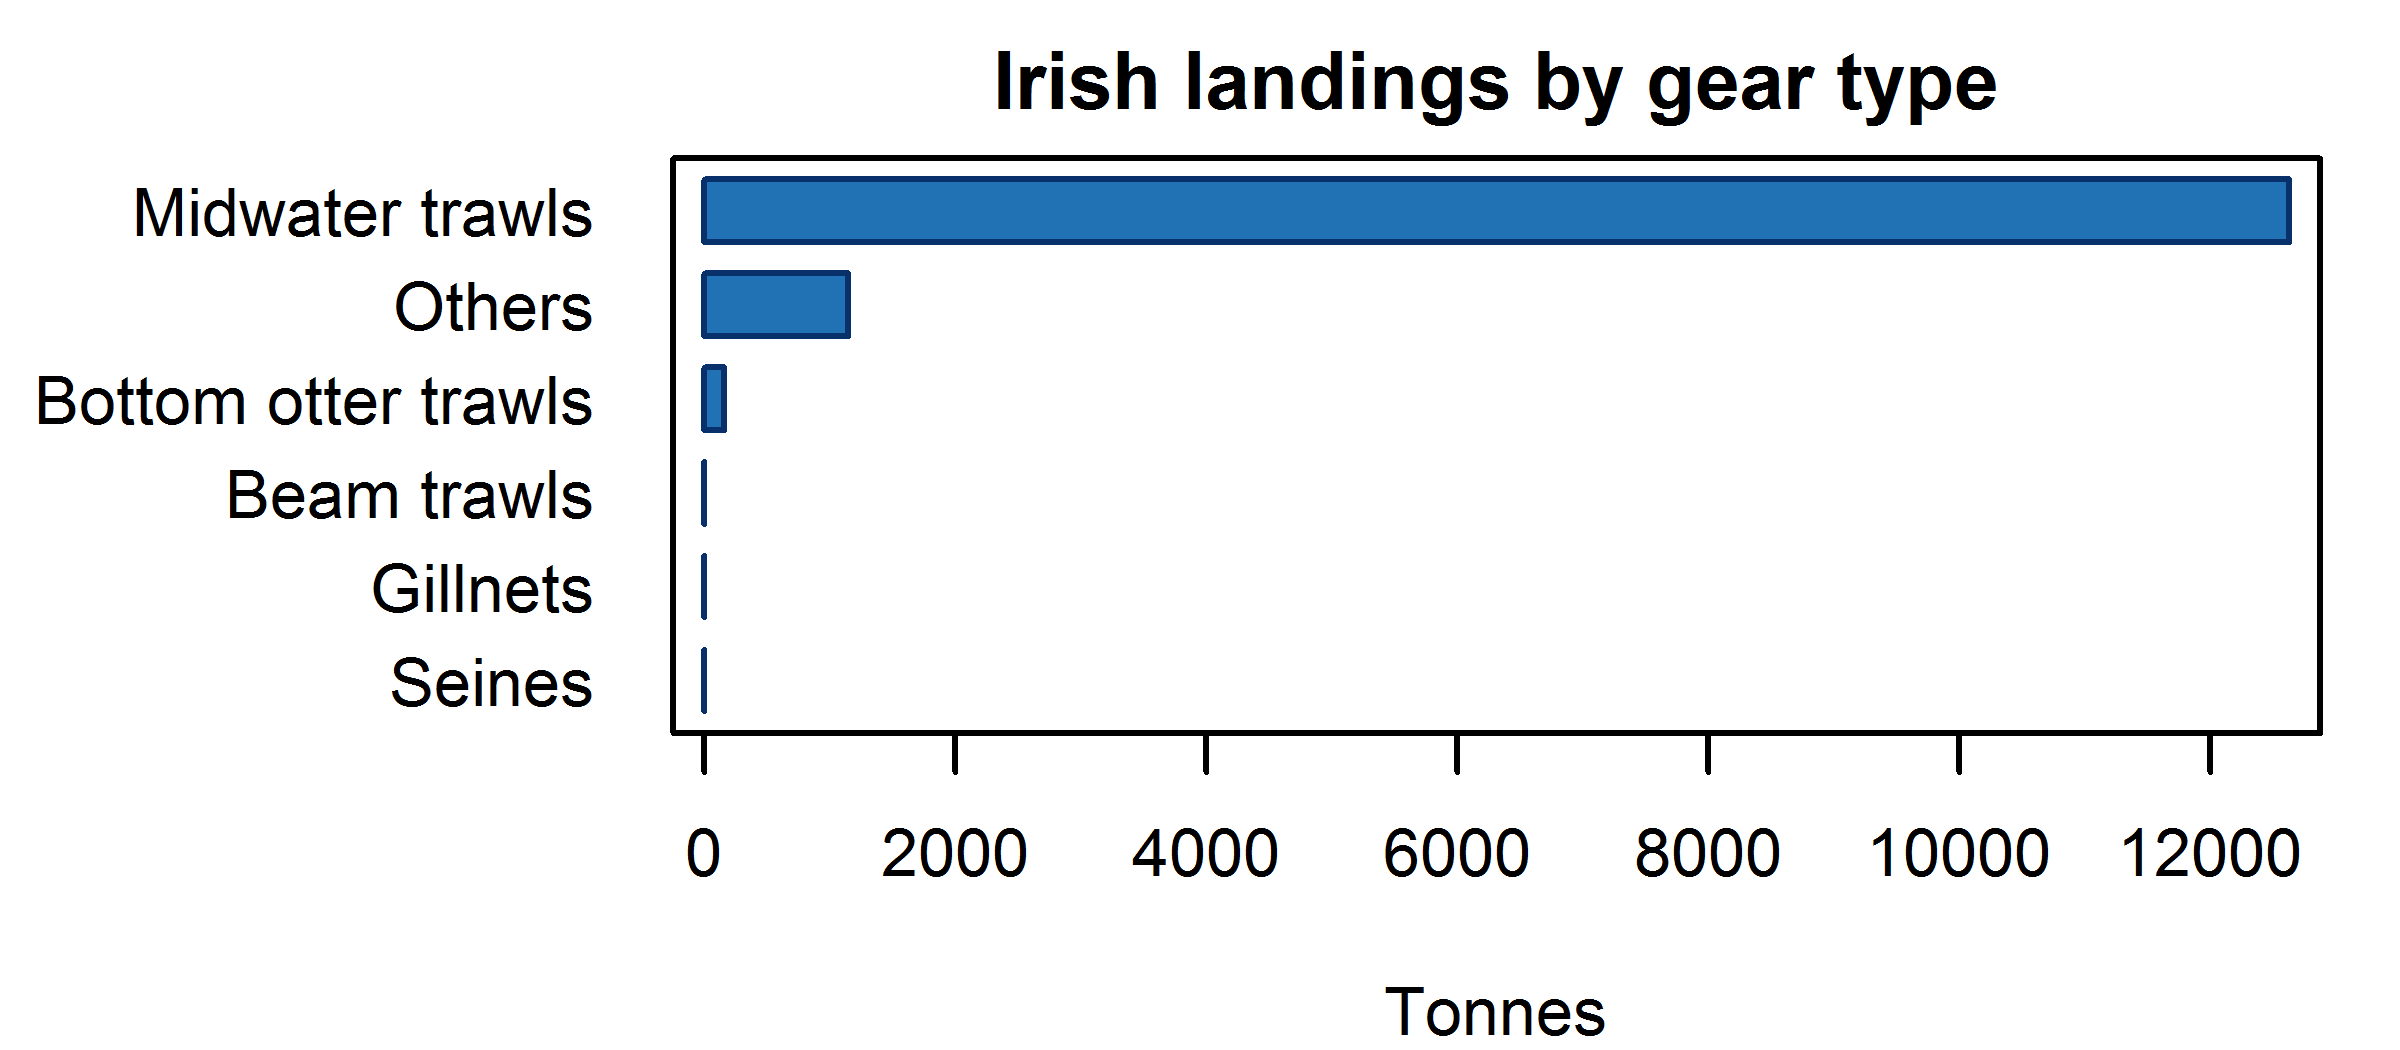 Irish landings by gear type
Midwater trawls
Others
Bottom otter trawls
Beam trawls
Gillnets
Seines
0 2000 4000 6000 8000 10000 12000
Tonnes